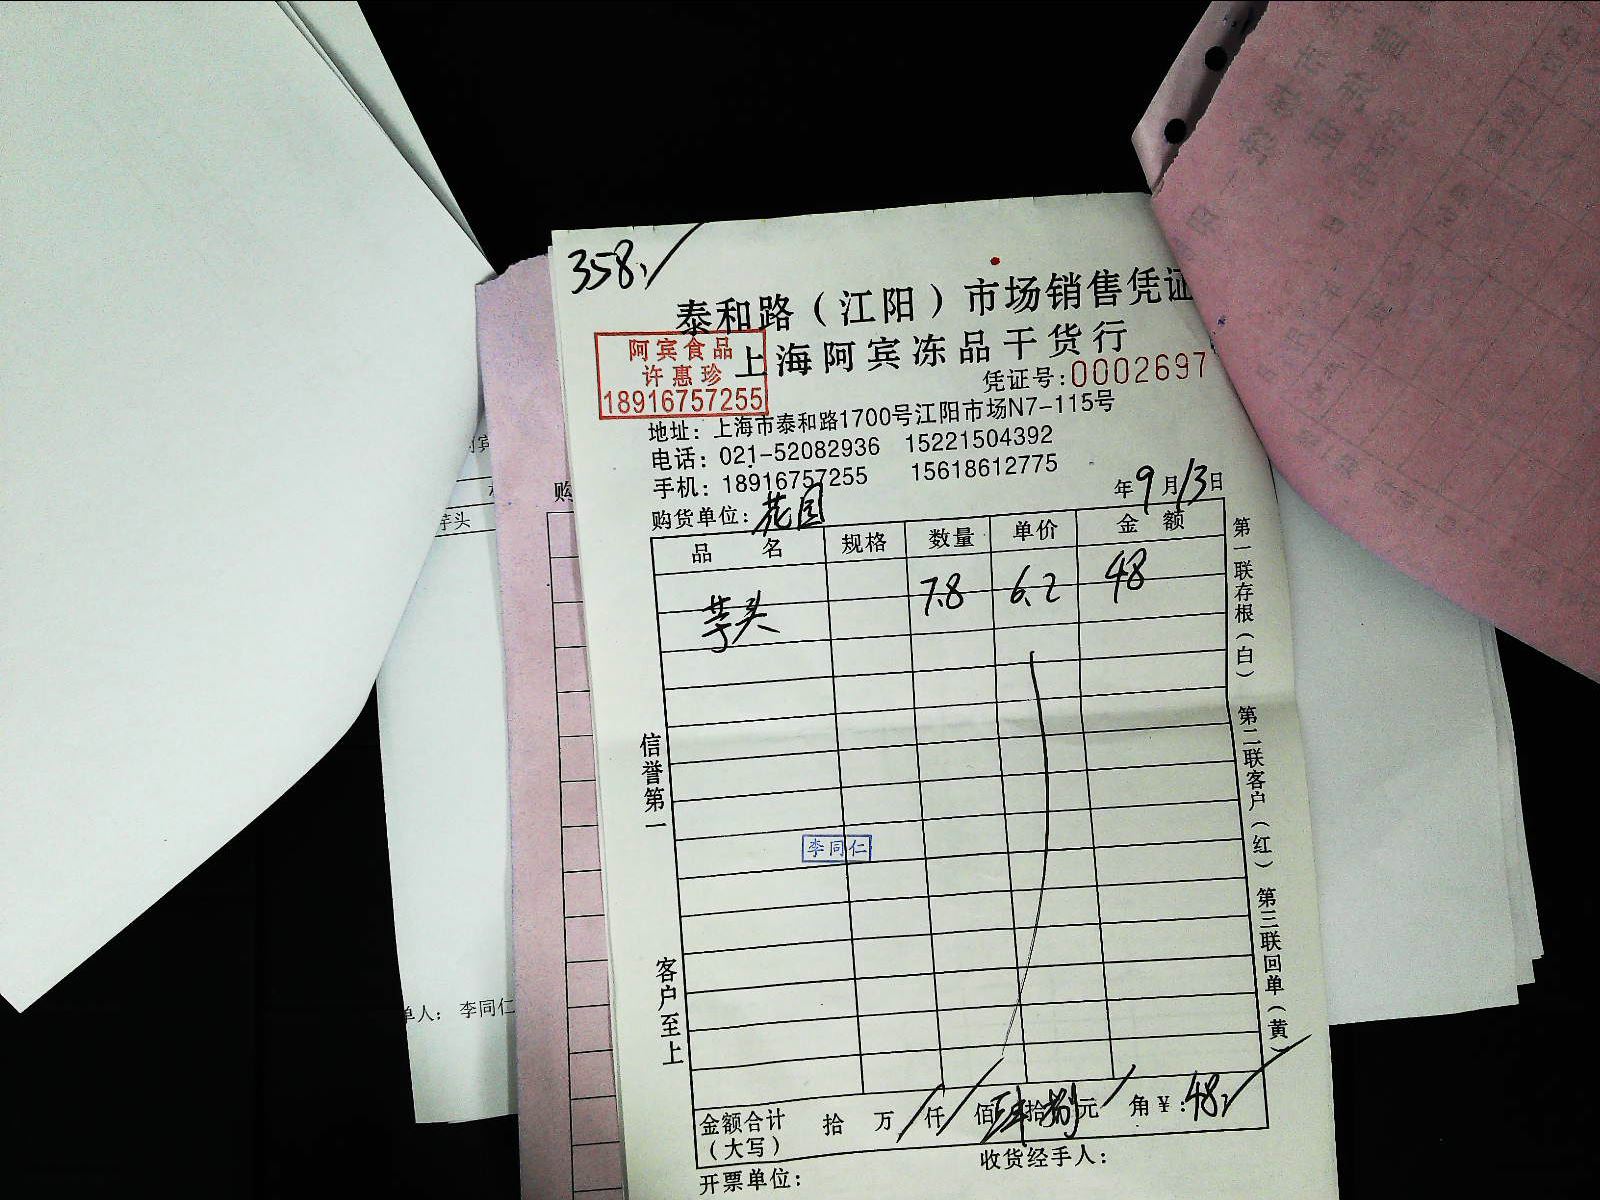 358.
泰和路（江阳）市场销售凭证
上海阿宾冻品干货行
阿宾食品
许惠珍
18916757255
凭证号:0002697
地址：上海市泰和路1700号江阳市场N7-115号
电话：021-52082936 15221504392
手机：18916757255 15618612775
购货单位：花园
年9月13日
品名 规格 数量 单价 金额
芋头 7.8 6.2 48
信誉第一
客户至上
李同仁
第一联存根（白） 第二联客户（红） 第三联回单（黄）
金额合计（大写） 拾 万 仟 佰 肆拾捌元 角 ¥:48.
开票单位：
收货经手人：
购
芋头
单人： 李同仁